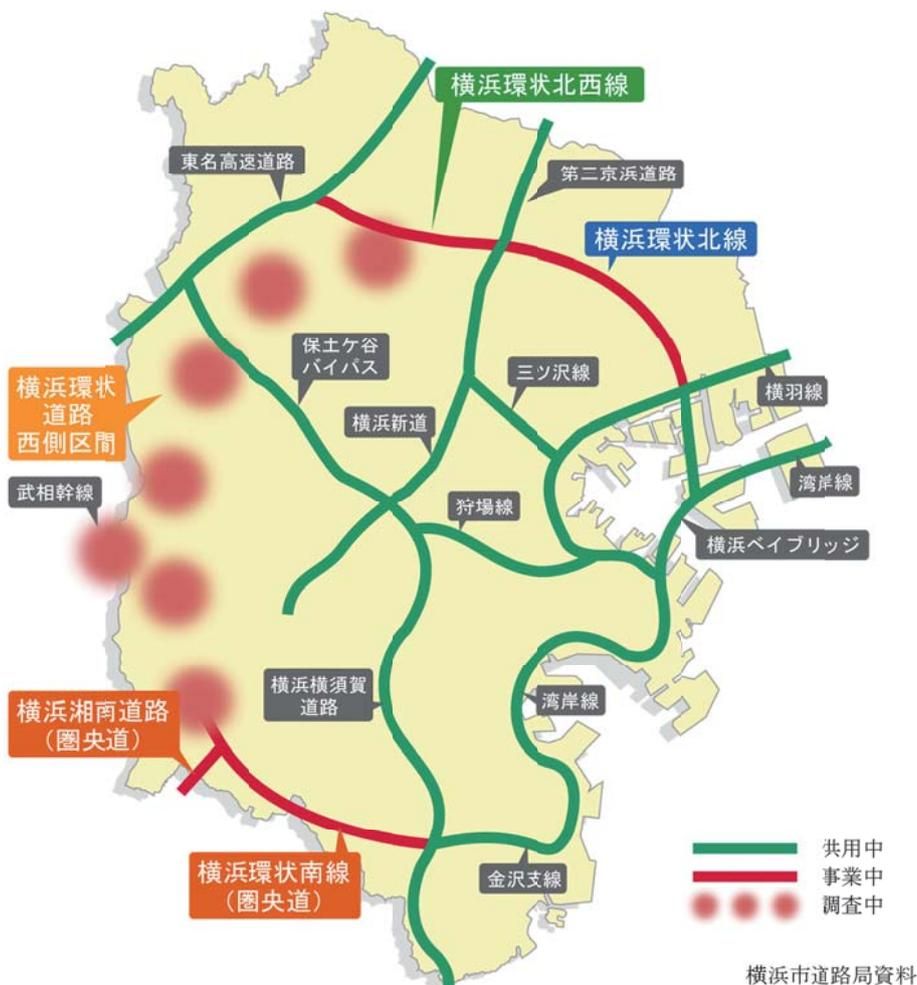 横浜環状北西線
東名高速道路
第三京浜道路
横浜環状北線
保土ケ谷
バイパス
三ツ沢線
横羽線
横浜環状
道路
西側区間
横浜新道
武相幹線
狩場線
湾岸線
横浜ベイブリッジ
横浜横須賀
道路
湾岸線
横浜湘南道路
(圏央道)
横浜環状南線
(圏央道)
金沢支線
共用中
事業中
調査中
横浜市道路局資料